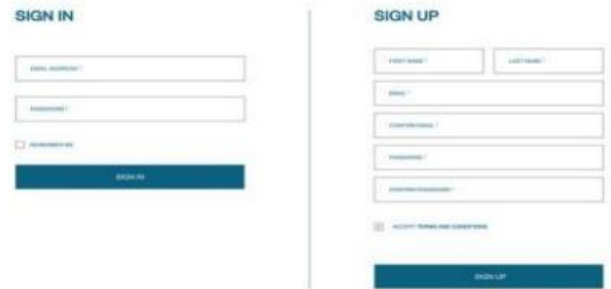 SIGN IN
EMAIL ADDRESS *
PASSWORD *
REMEMBER ME
SIGN IN
SIGN UP
FIRST NAME *
LAST NAME *
EMAIL *
CONFIRM EMAIL *
PASSWORD *
CONFIRM PASSWORD *
ACCEPT TERMS AND CONDITIONS
SIGN UP